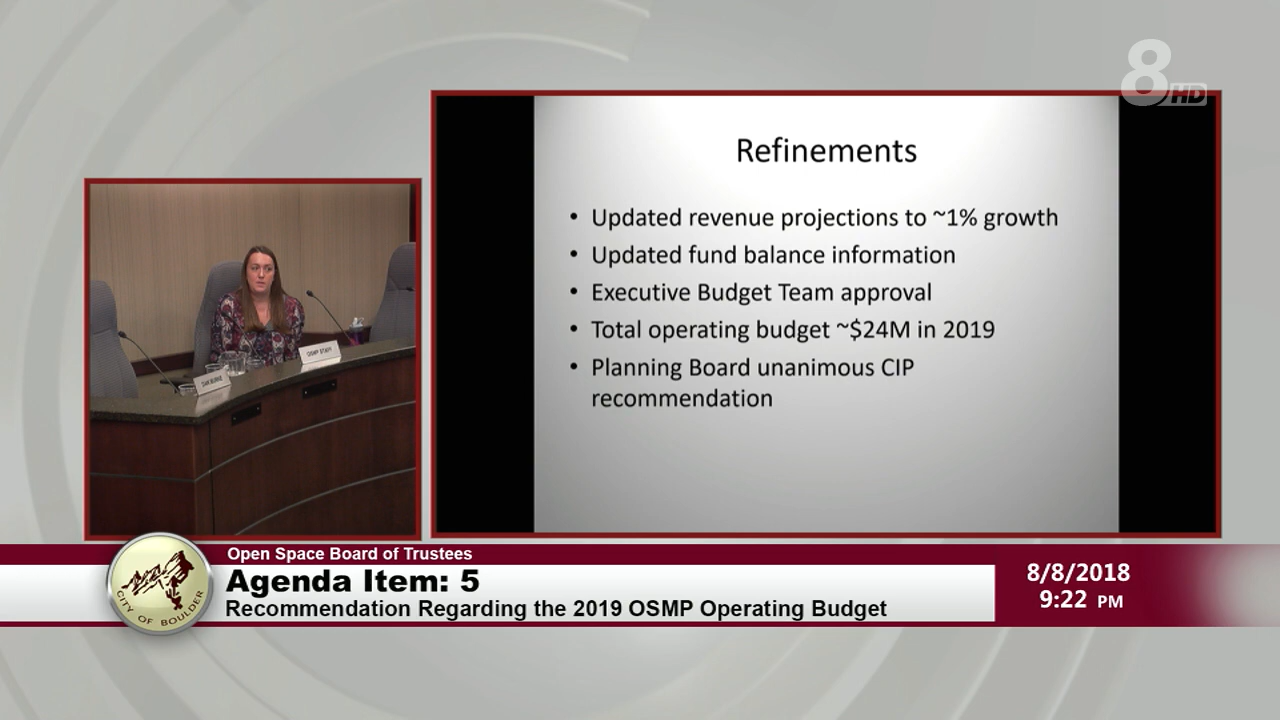 8HD
Refinements
• Updated revenue projections to ~1% growth
• Updated fund balance information
• Executive Budget Team approval
• Total operating budget ~$24M in 2019
• Planning Board unanimous CIP
recommendation
OSMP STAFF
DAN BURKE
Open Space Board of Trustees
Agenda Item: 5
Recommendation Regarding the 2019 OSMP Operating Budget
8/8/2018
9:22 PM
CITY OF BOULDER